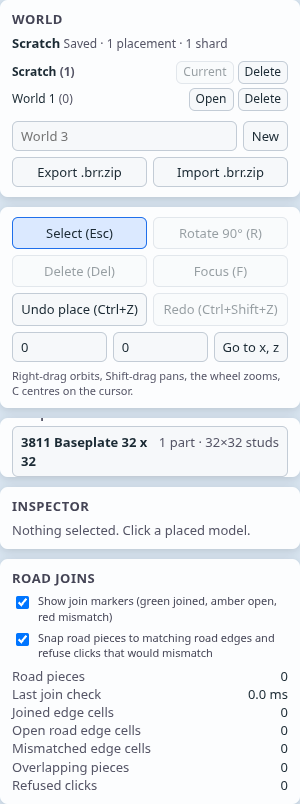 WORLD
Scratch Saved · 1 placement · 1 shard
Scratch (1) Current Delete
World 1 (0) Open Delete
World 3 New
Export .brr.zip Import .brr.zip
Select (Esc) Rotate 90° (R)
Delete (Del) Focus (F)
Undo place (Ctrl+Z) Redo (Ctrl+Shift+Z)
0 0 Go to x, z
Right-drag orbits, Shift-drag pans, the wheel zooms,
C centres on the cursor.
3811 Baseplate 32 x 1 part · 32×32 studs
32
INSPECTOR
Nothing selected. Click a placed model.
ROAD JOINS
Show join markers (green joined, amber open,
red mismatch)
Snap road pieces to matching road edges and
refuse clicks that would mismatch
Road pieces 0
Last join check 0.0 ms
Joined edge cells 0
Open road edge cells 0
Mismatched edge cells 0
Overlapping pieces 0
Refused clicks 0